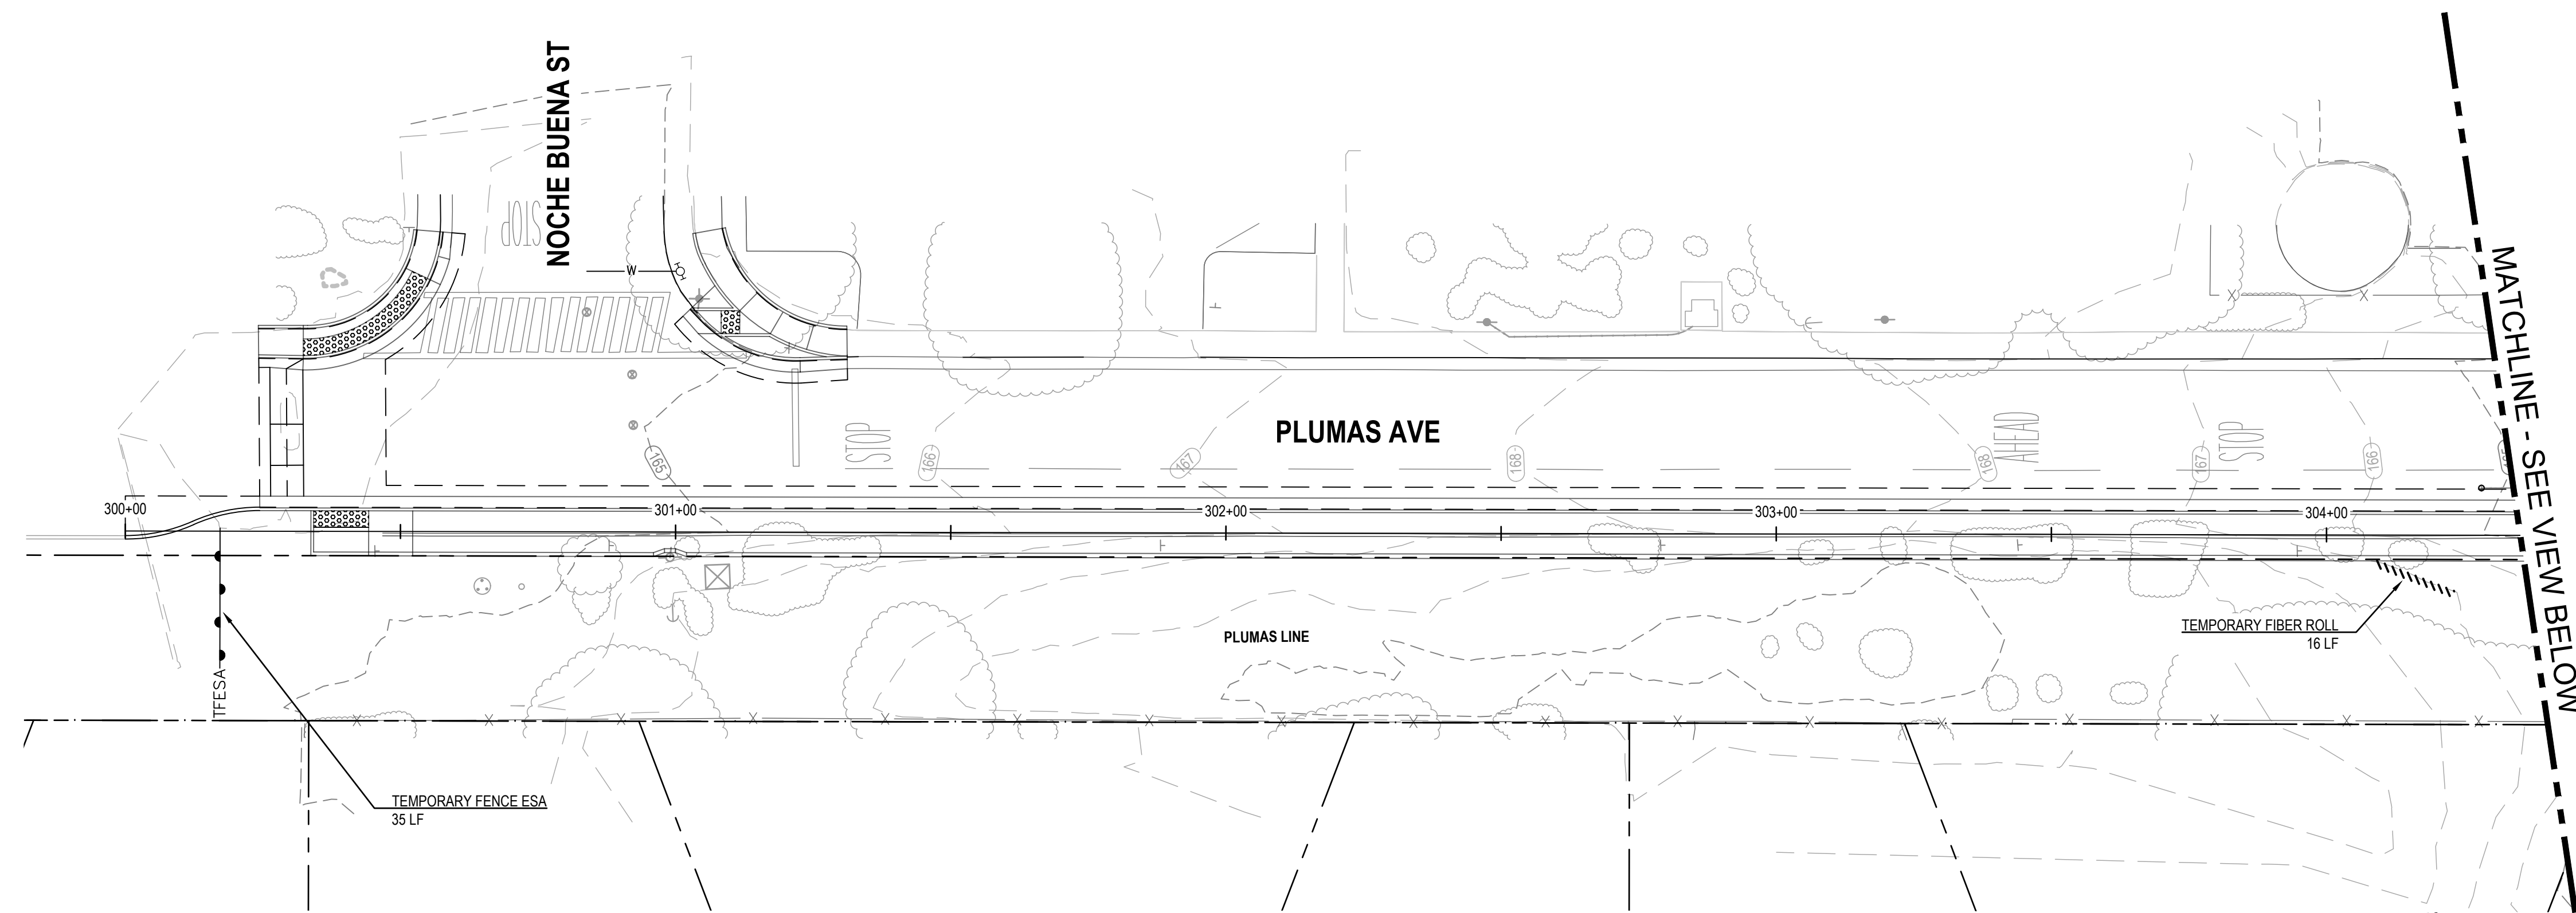 NOCHE BUENA ST
STOP
W
PLUMAS AVE
STOP
AHEAD
STOP
165
166
167
168
168
167
166
300+00
301+00
302+00
303+00
304+00
MATCHLINE - SEE VIEW BELOW
TFESA
PLUMAS LINE
TEMPORARY FIBER ROLL
16 LF
TEMPORARY FENCE ESA
35 LF